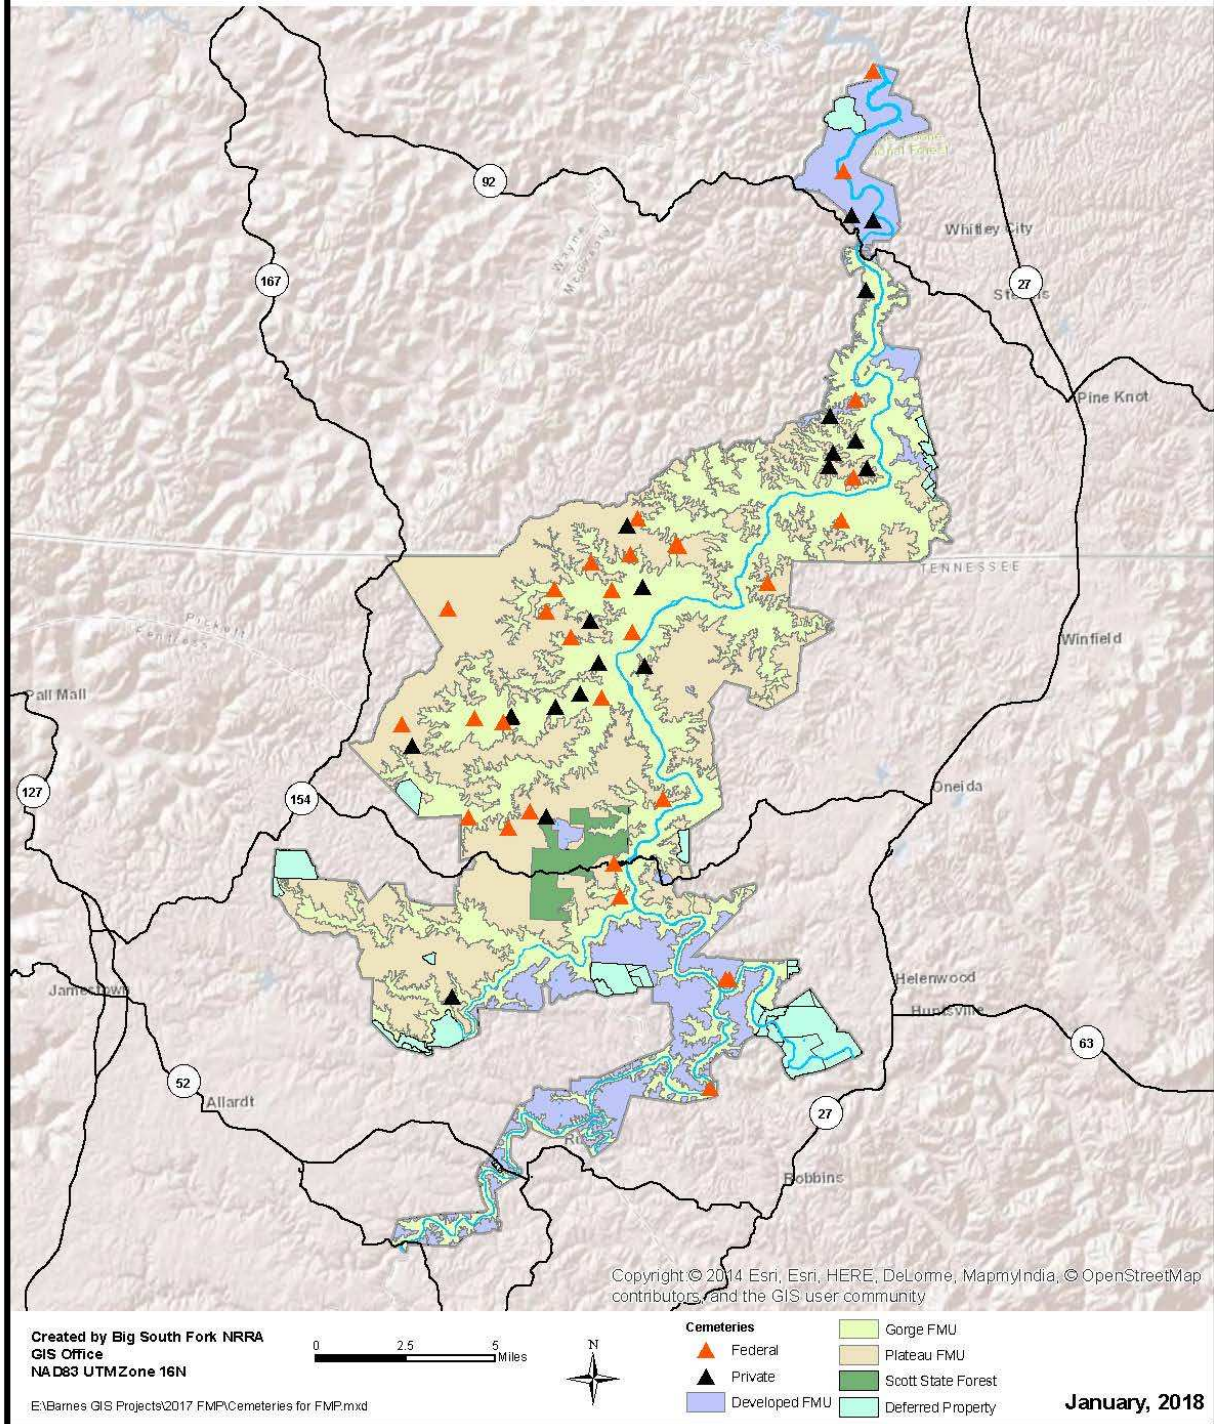 92
Whitley City
Wayne
McCreary
167
27
Pine Knot
TENNESSEE
Pickett
Winfield
Pall Mall
127
154
Oneida
Jamestown
Helenwood
Huntsville
63
52
Allardt
27
Robbins
Copyright © 2014 Esri, Esri, HERE, DeLorme, MapmyIndia, © OpenStreetMap
contributors, and the GIS user community
Created by Big South Fork NRRA
GIS Office
NAD83 UTMZone 16N
E:\Barnes GIS Projects\2017 FMP\Cemeteries for FMP.mxd
0 2.5 5
Miles
N
Cemeteries
Federal
Private
Developed FMU
Gorge FMU
Plateau FMU
Scott State Forest
Deferred Property
January, 2018